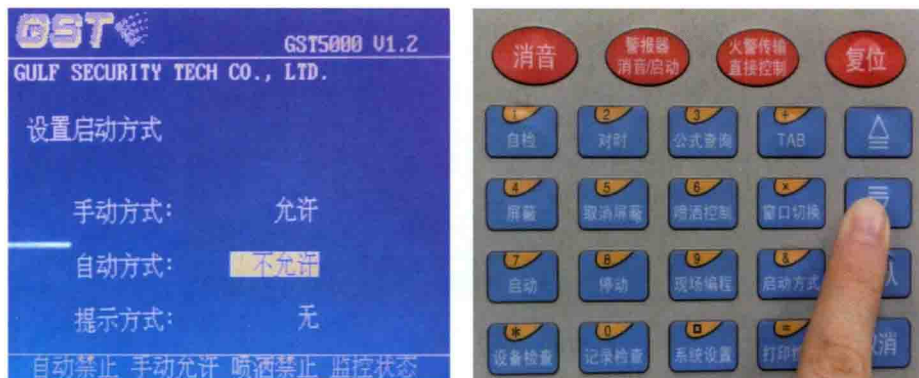 GST
GST5000 V1.2
GULF SECURITY TECH CO., LTD.
设置启动方式
手动方式： 允许
自动方式： 不允许
提示方式： 无
自动禁止 手动允许 喷洒禁止 监控状态
消音
警报器
消音/启动
火警传输
直接控制
复位
1
自检
2
对时
3
公式查询
+
TAB
4
屏蔽
5
取消屏蔽
6
喷洒控制
×
窗口切换
7
启动
8
停动
9
现场编程
&
启动方式
*
设备检查
0
记录检查
系统设置
=
打印
消